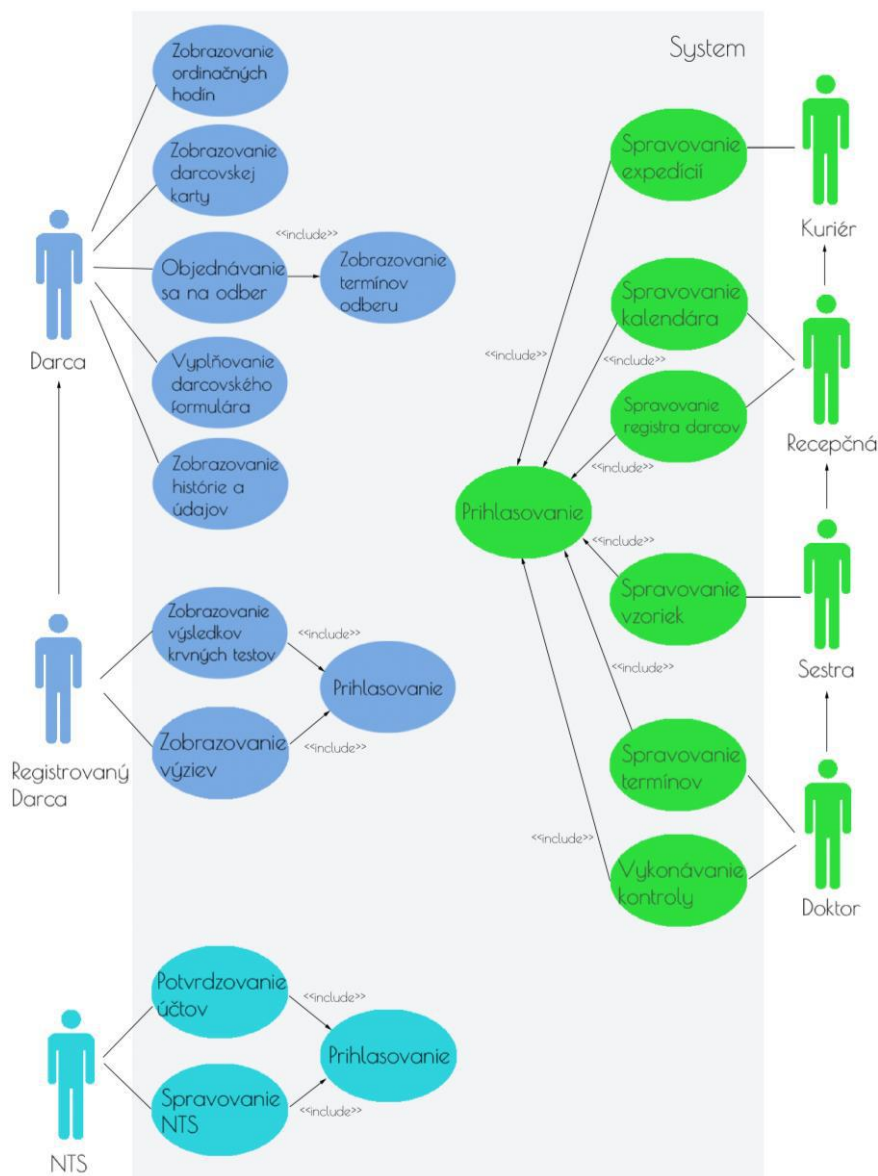 System
Zobrazovanie
ordinačných
hodín
Zobrazovanie
darcovskej
karty
<<include>>
Objednávanie
sa na odber
Zobrazovanie
termínov
odberu
Darca
Vyplňovanie
darcovského
formulára
Zobrazovanie
histórie a
údajov
Zobrazovanie
výsledkov
krvných testov
<<include>>
Prihlasovanie
Zobrazovanie
výziev
<<include>>
Registrovaný
Darca
Potvrdzovanie
účtov
<<include>>
Prihlasovanie
Spravovanie
NTS
<<include>>
NTS
Spravovanie
expedícií
Kuriér
Spravovanie
kalendára
<<include>>
<<include>>
Spravovanie
registra darcov
Recepčná
<<include>>
Prihlasovanie
<<include>>
Spravovanie
vzoriek
Sestra
<<include>>
Spravovanie
termínov
<<include>>
Vykonávanie
kontroly
Doktor